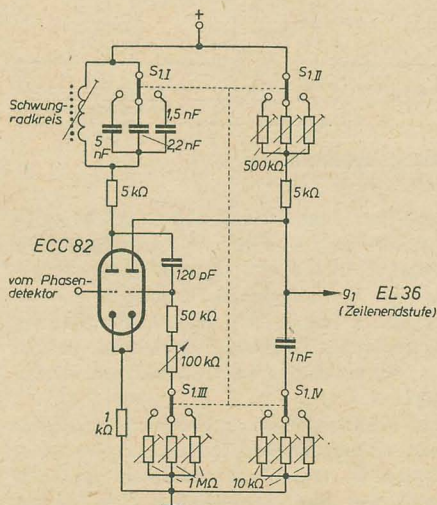 +
S1.I
S1.II
Schwung-
radkreis
1,5 nF
5
nF
2,2 nF
500 kΩ
5 kΩ
5 kΩ
ECC 82
vom Phasen-
detektor
120 pF
g1 EL 36
(Zeilenendstufe)
50 kΩ
1 nF
100 kΩ
S1.III
S1.IV
1
kΩ
1 MΩ
10 kΩ